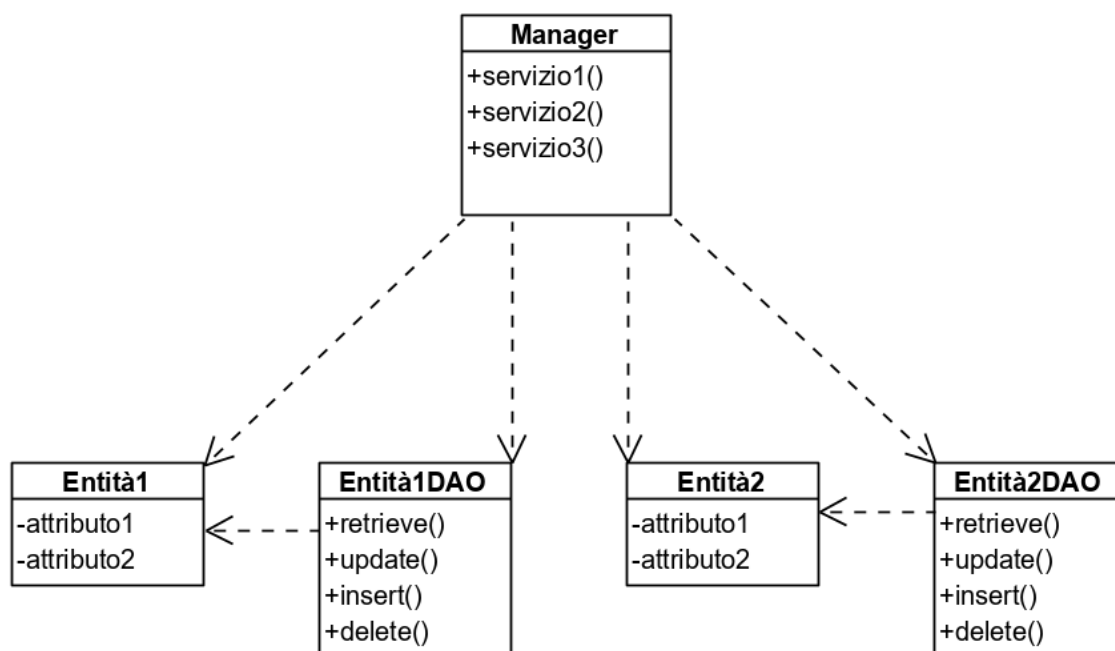 Manager
+servizio1()
+servizio2()
+servizio3()
Entità1
-attributo1
-attributo2
Entità1DAO
+retrieve()
+update()
+insert()
+delete()
Entità2
-attributo1
-attributo2
Entità2DAO
+retrieve()
+update()
+insert()
+delete()